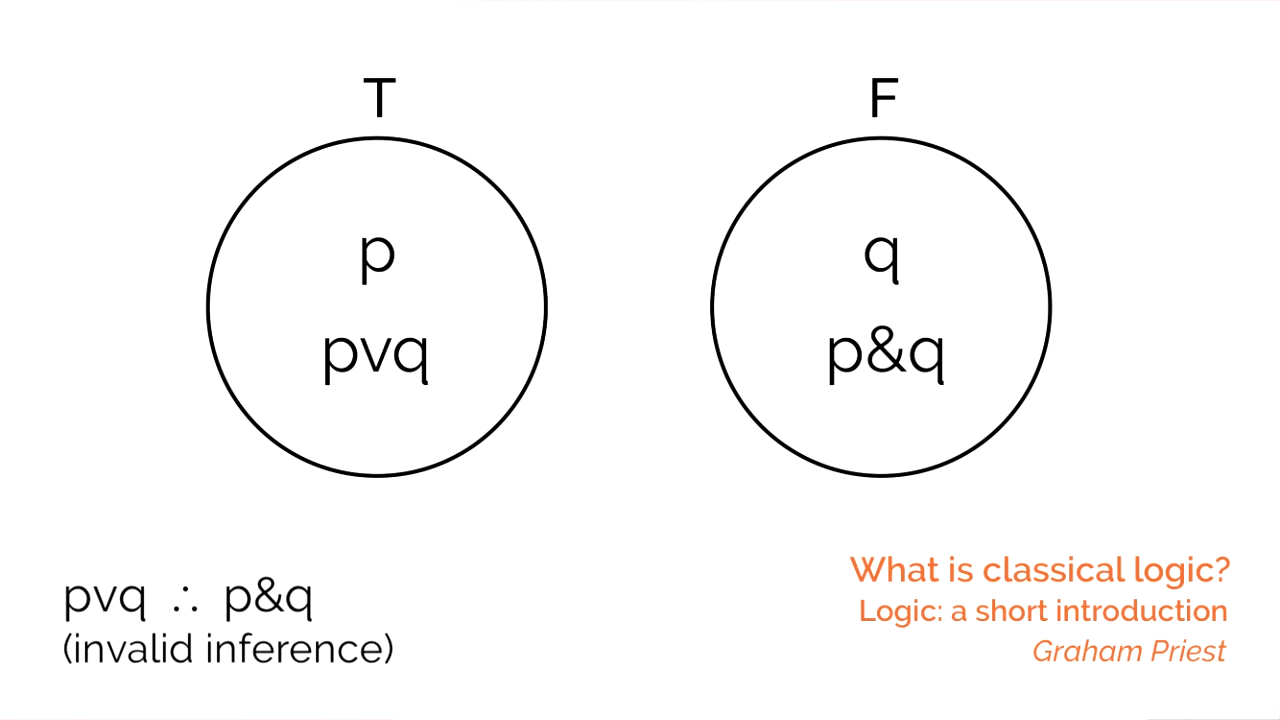 T
F
p
q
pvq
p&q
pvq ∴ p&q
(invalid inference)
What is classical logic?
Logic: a short introduction
Graham Priest